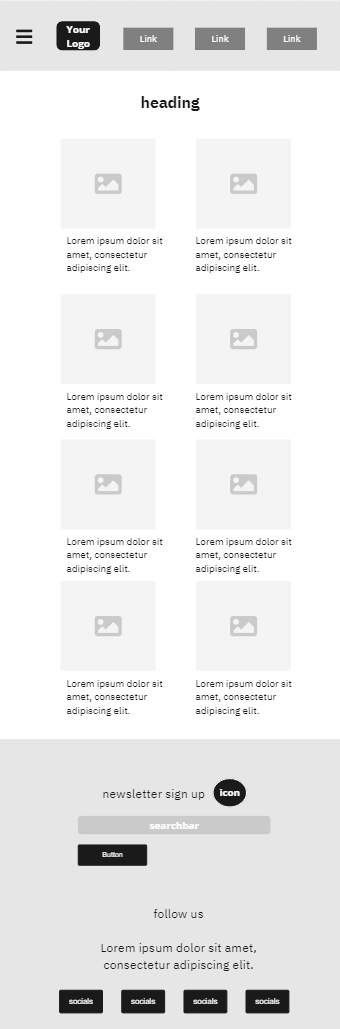 Your
Logo
Link
Link
Link
heading
Lorem ipsum dolor sit
amet, consectetur
adipiscing elit.
Lorem ipsum dolor sit
amet, consectetur
adipiscing elit.
Lorem ipsum dolor sit
amet, consectetur
adipiscing elit.
Lorem ipsum dolor sit
amet, consectetur
adipiscing elit.
Lorem ipsum dolor sit
amet, consectetur
adipiscing elit.
Lorem ipsum dolor sit
amet, consectetur
adipiscing elit.
Lorem ipsum dolor sit
amet, consectetur
adipiscing elit.
Lorem ipsum dolor sit
amet, consectetur
adipiscing elit.
newsletter sign up
icon
searchbar
Button
follow us
Lorem ipsum dolor sit amet,
consectetur adipiscing elit.
socials
socials
socials
socials